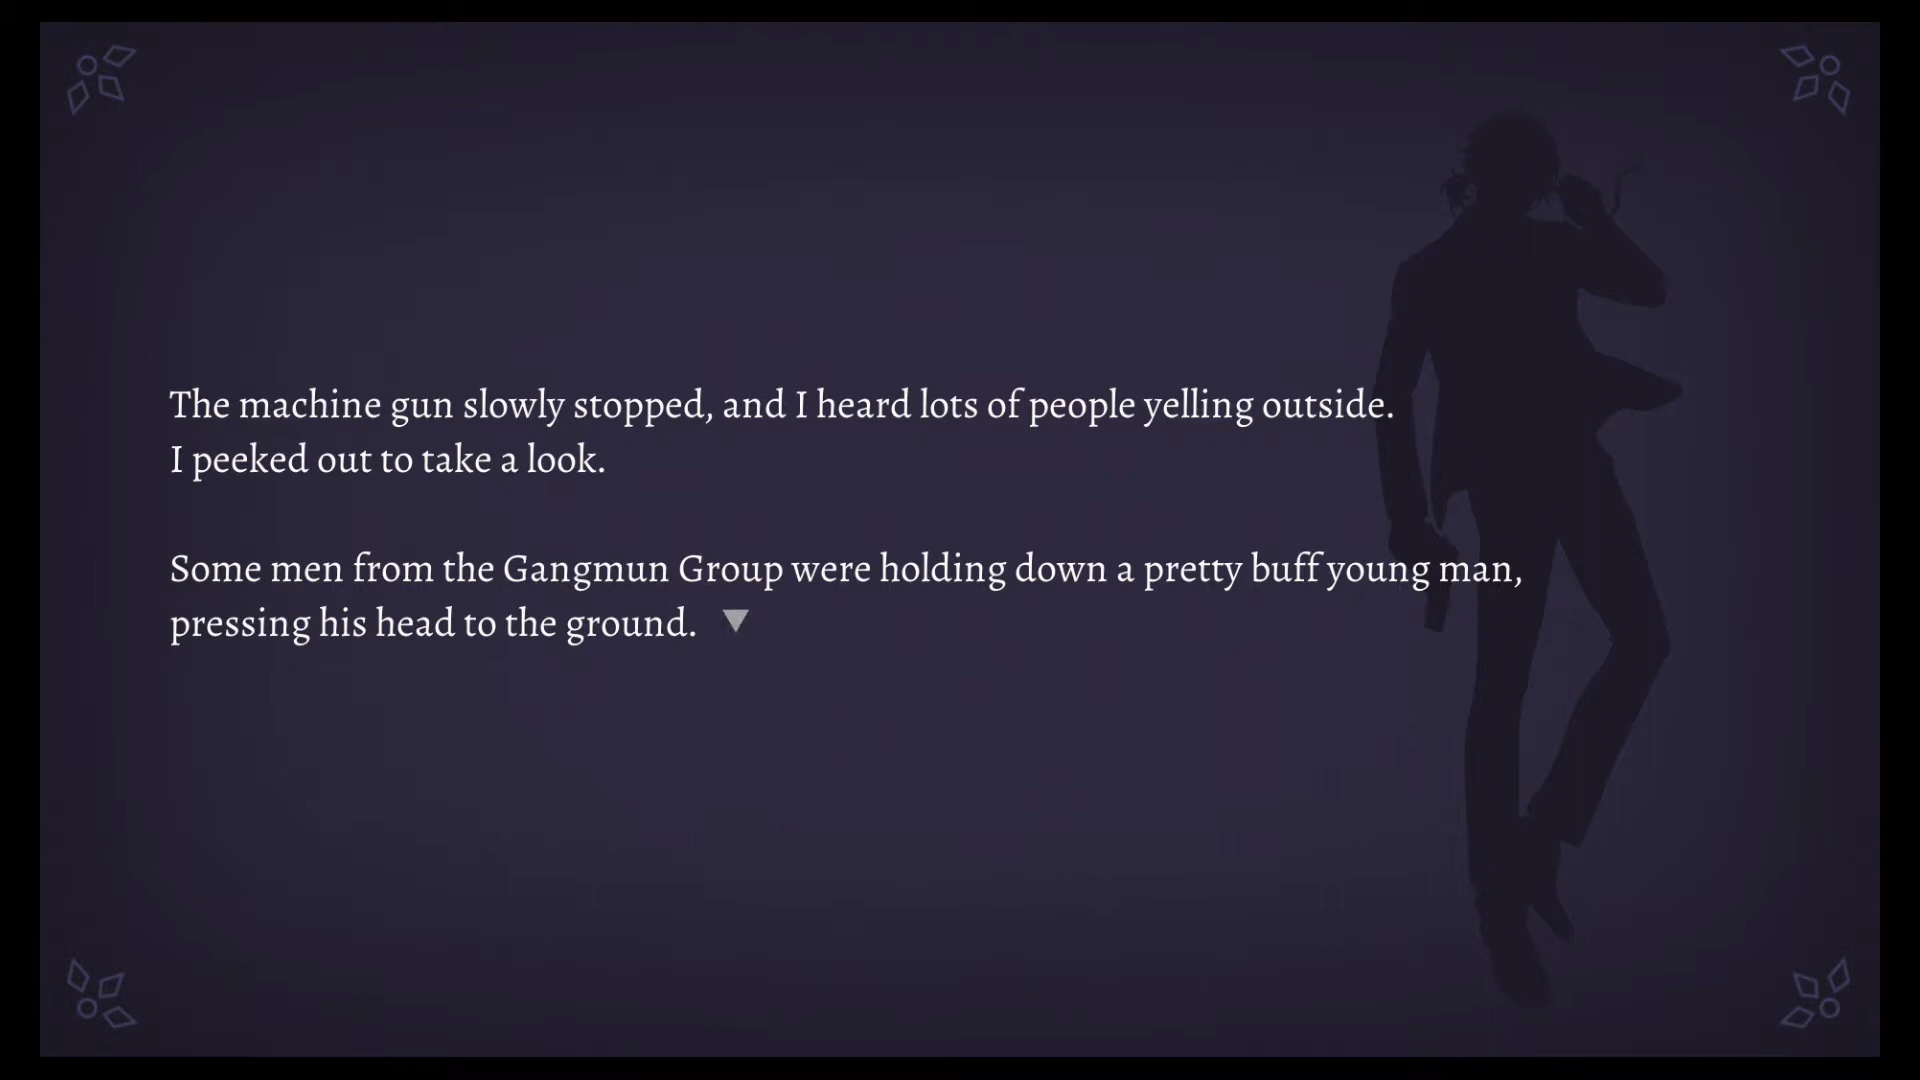 The machine gun slowly stopped, and I heard lots of people yelling outside.
I peeked out to take a look.
Some men from the Gangmun Group were holding down a pretty buff young man,
pressing his head to the ground.